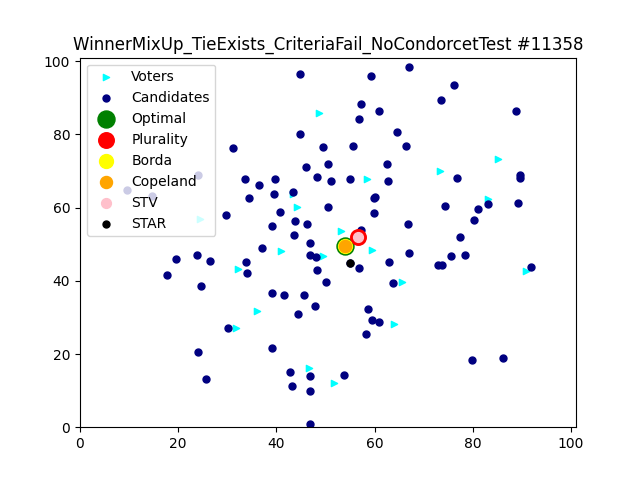 WinnerMixUp_TieExists_CriteriaFail_NoCondorcetTest #11358
100
80
60
40
20
0
Voters
Candidates
Optimal
Plurality
Borda
Copeland
STV
STAR
0 20 40 60 80 100